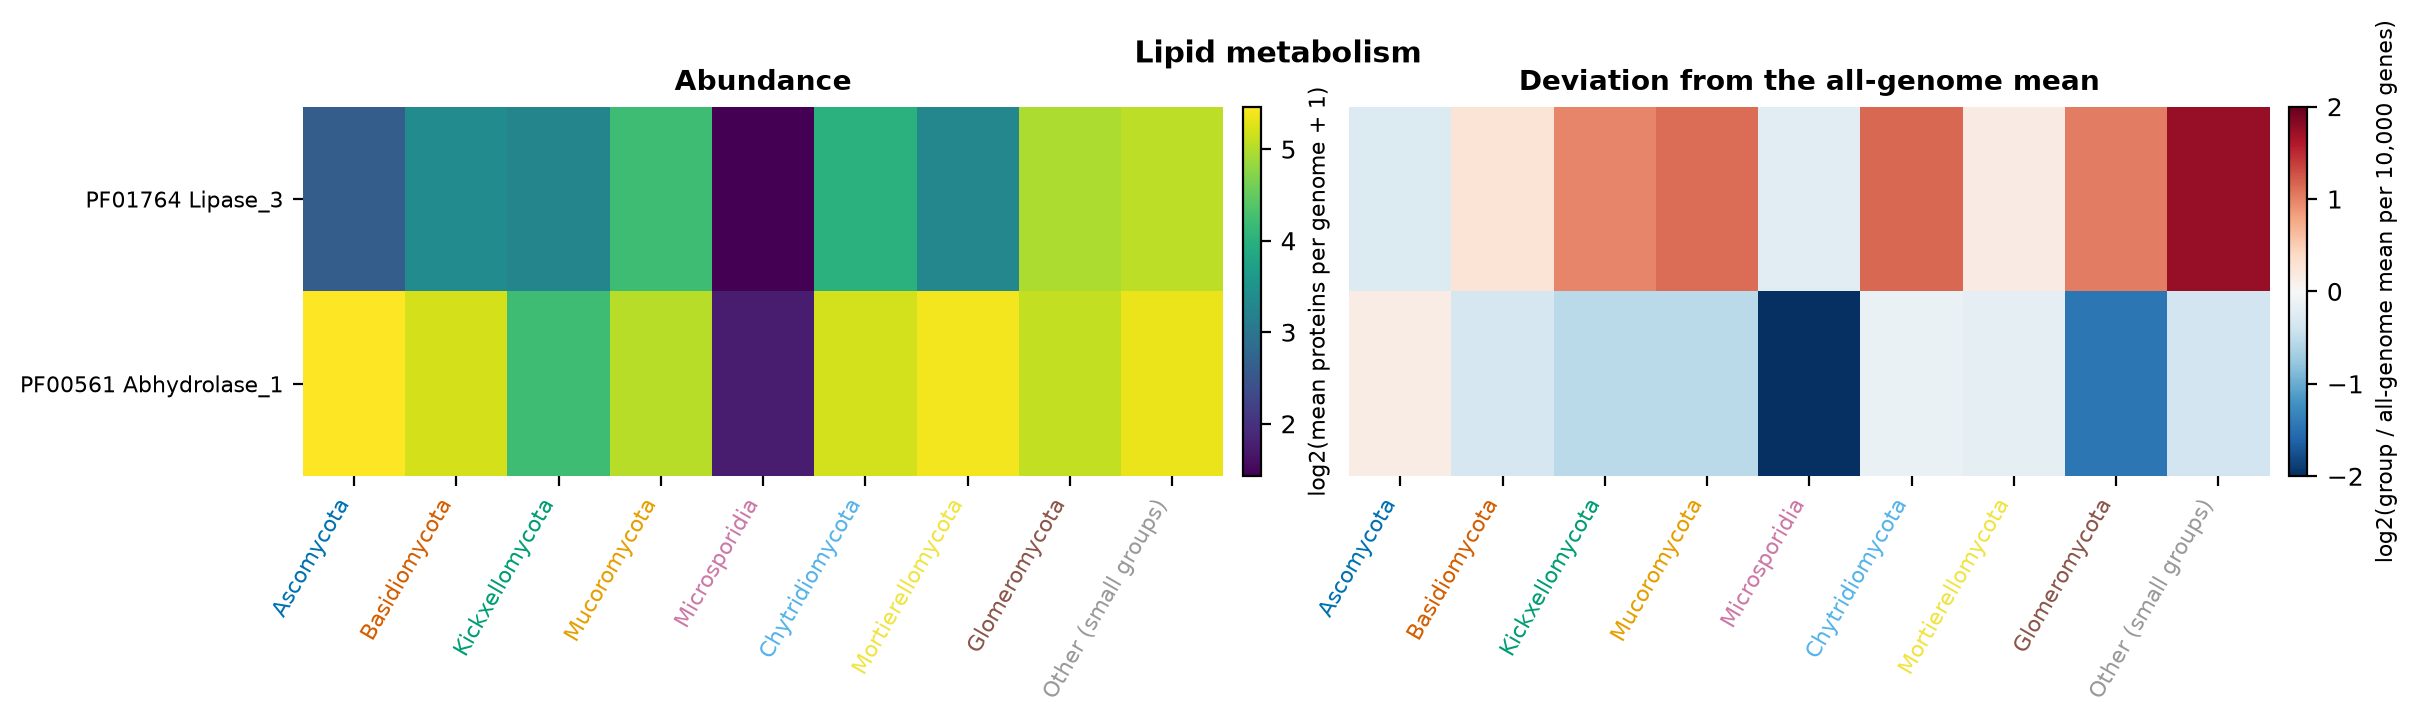 Lipid metabolism
Abundance
Deviation from the all-genome mean
PF01764 Lipase_3
PF00561 Abhydrolase_1
5
4
3
2
log2(mean proteins per genome + 1)
2
1
0
−1
−2
log2(group / all-genome mean per 10,000 genes)
Ascomycota
Basidiomycota
Kickxellomycota
Mucoromycota
Microsporidia
Chytridiomycota
Mortierellomycota
Glomeromycota
Other (small groups)
Ascomycota
Basidiomycota
Kickxellomycota
Mucoromycota
Microsporidia
Chytridiomycota
Mortierellomycota
Glomeromycota
Other (small groups)